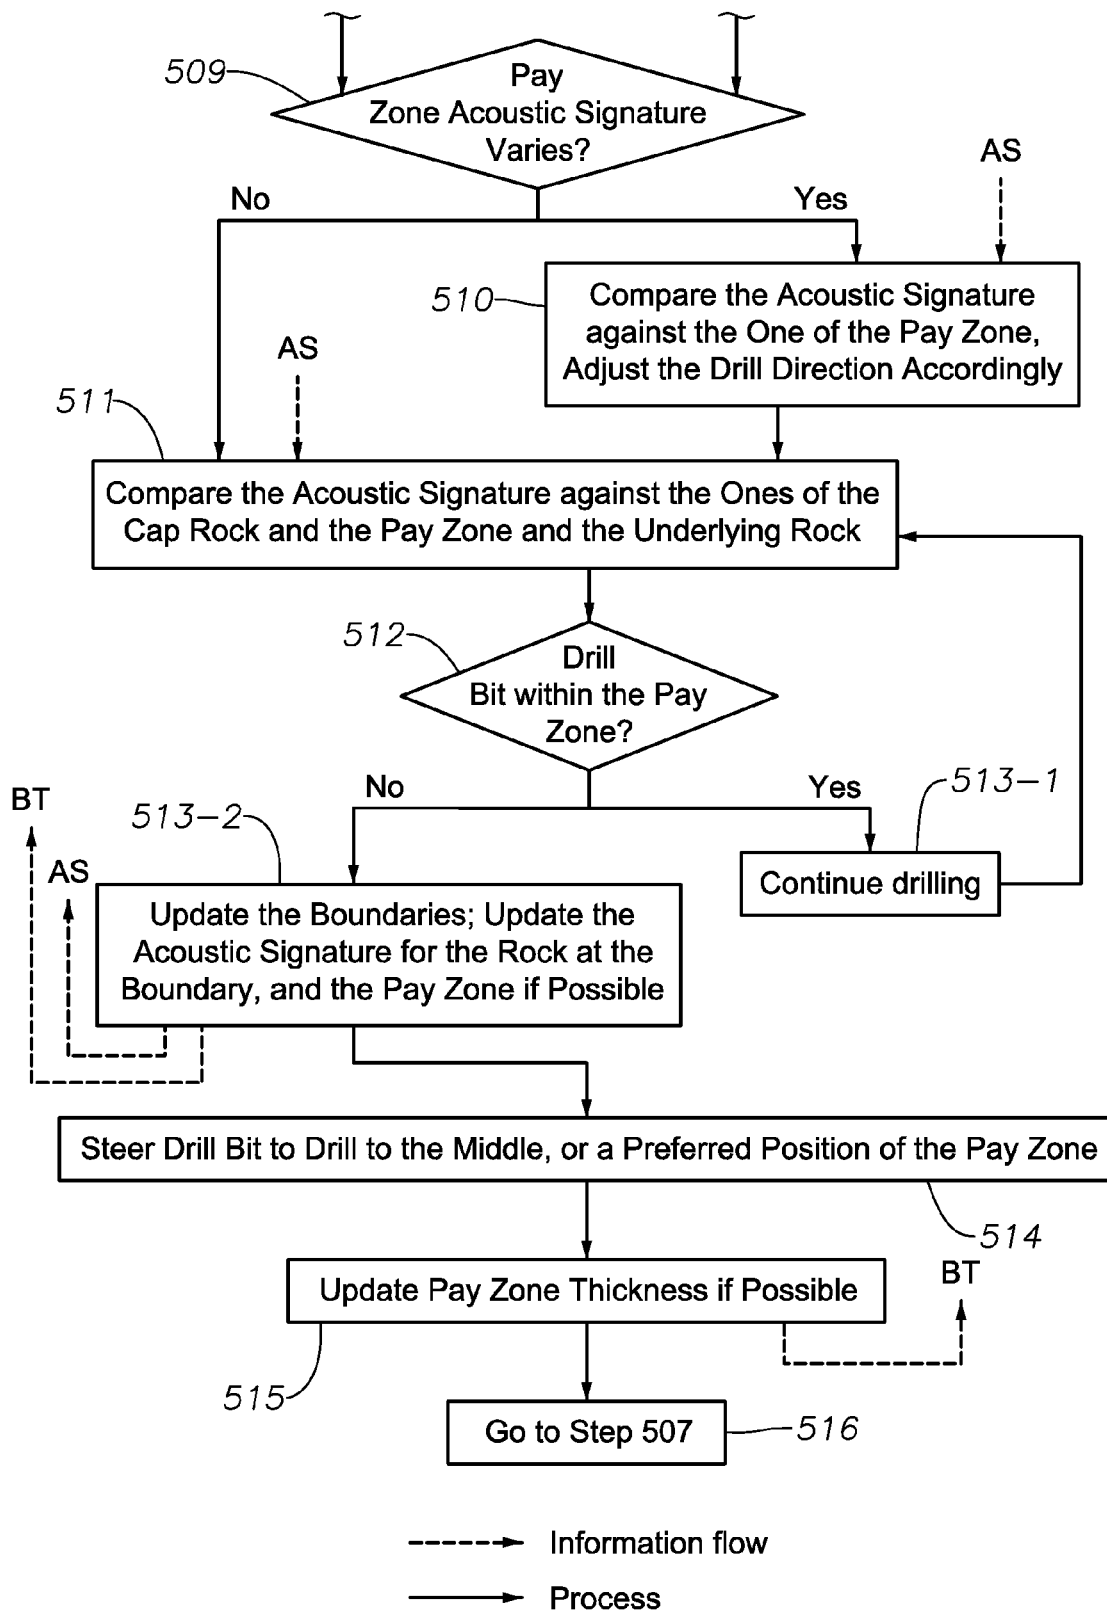 509
Pay
Zone Acoustic Signature
Varies?
No
Yes
AS
510
Compare the Acoustic Signature
against the One of the Pay Zone,
Adjust the Drill Direction Accordingly
AS
511
Compare the Acoustic Signature against the Ones of the
Cap Rock and the Pay Zone and the Underlying Rock
512
Drill
Bit within the Pay
Zone?
No
Yes
513-1
BT
513-2
AS
Continue drilling
Update the Boundaries; Update the
Acoustic Signature for the Rock at the
Boundary, and the Pay Zone if Possible
Steer Drill Bit to Drill to the Middle, or a Preferred Position of the Pay Zone
514
BT
Update Pay Zone Thickness if Possible
515
Go to Step 507
516
Information flow
Process